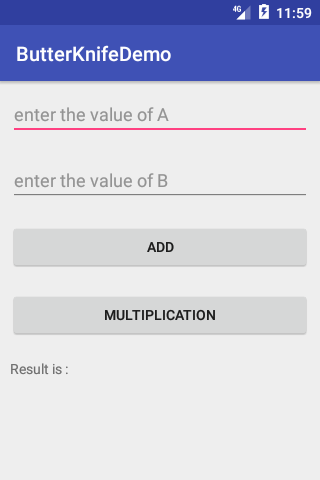 4G 11:59
ButterKnifeDemo
enter the value of A
enter the value of B
ADD
MULTIPLICATION
Result is :